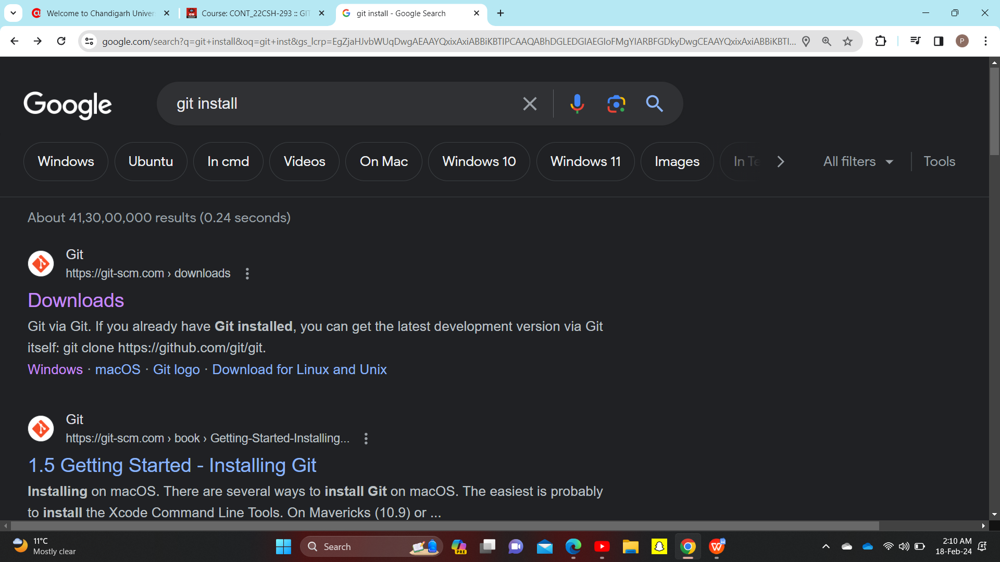 Welcome to Chandigarh Univer
Course: CONT_22CSH-293 :: GIT
git install - Google Search
google.com/search?q=git+install&oq=git+inst&gs_lcrp=EgZjaHJvbWUqDwgAEAAYQxixAxiABBiKBTIPCAAQABhDGLEDGIAEGIoFMgYIARBFGDkyDwgCEAAYQxixAxiABBiKBTI...
P
Google
git install
Windows
Ubuntu
In cmd
Videos
On Mac
Windows 10
Windows 11
Images
In Te
All filters
Tools
About 41,30,00,000 results (0.24 seconds)
Git
https://git-scm.com › downloads
Downloads
Git via Git. If you already have Git installed, you can get the latest development version via Git
itself: git clone https://github.com/git/git.
Windows · macOS · Git logo · Download for Linux and Unix
Git
https://git-scm.com › book › Getting-Started-Installing...
1.5 Getting Started - Installing Git
Installing on macOS. There are several ways to install Git on macOS. The easiest is probably
to install the Xcode Command Line Tools. On Mavericks (10.9) or ...
11°C
Mostly clear
Search
PRE
2:10 AM
18-Feb-24